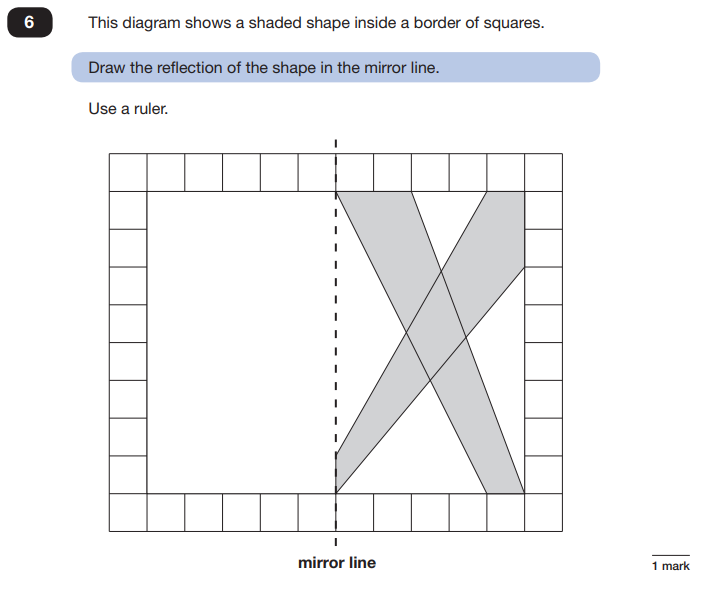 6
This diagram shows a shaded shape inside a border of squares.
Draw the reflection of the shape in the mirror line.
Use a ruler.
mirror line
1 mark